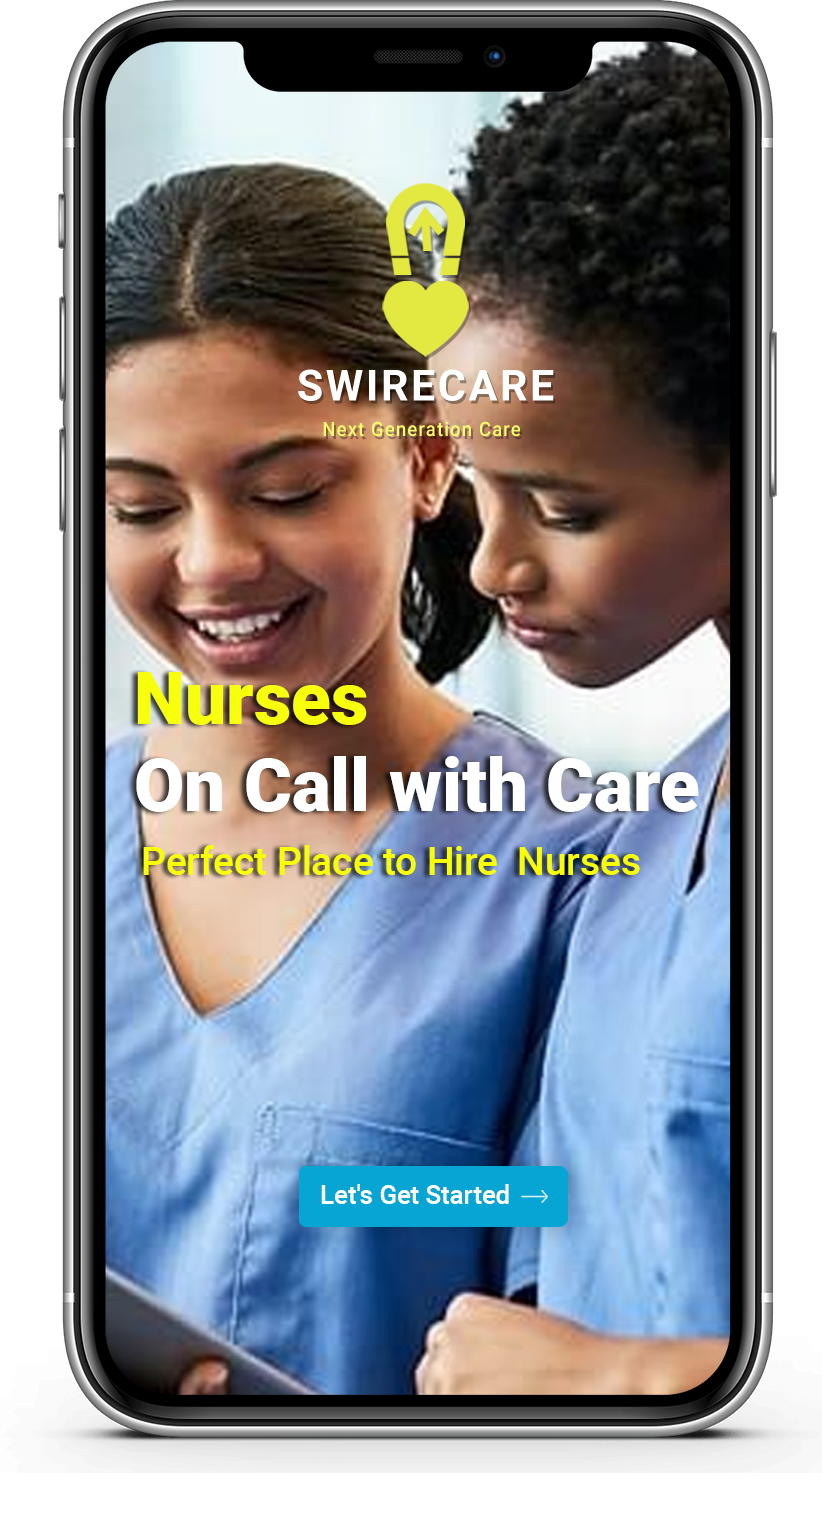 SWIRECARE
Next Generation Care
Nurses
On Call with Care
Perfect Place to Hire Nurses
Let's Get Started